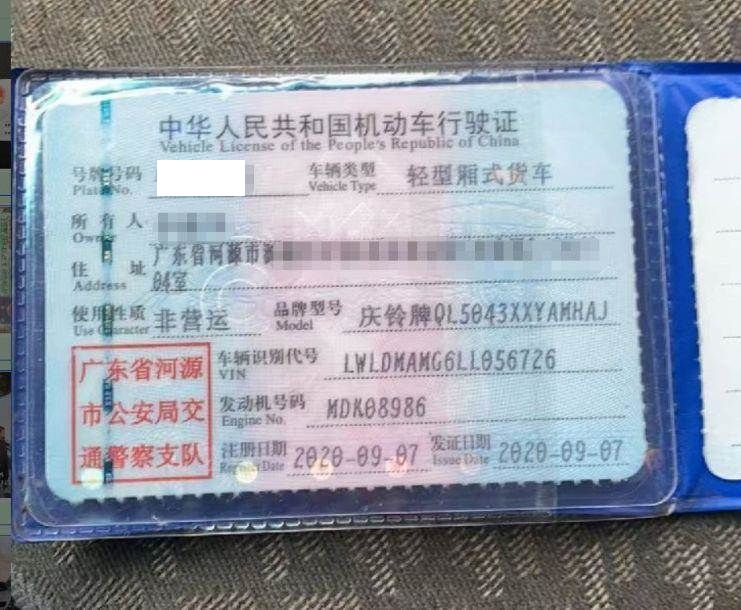 中华人民共和国机动车行驶证
Vehicle License of the People's Republic of China
号牌号码 车辆类型 轻型厢式货车
Plate No. Vehicle Type
所有人
Owner
住址 广东省河源市
Address 04室
使用性质 非营运 品牌型号 庆铃牌QL5043XXYAMHAJ
Use Character Model
广东省河源 车辆识别代号 LWLDMAMG6LL056726
市公安局交 VIN
通警察支队 发动机号码 MDK08986
Engine No.
注册日期 2020-09-07 发证日期 2020-09-07
Register Date Issue Date